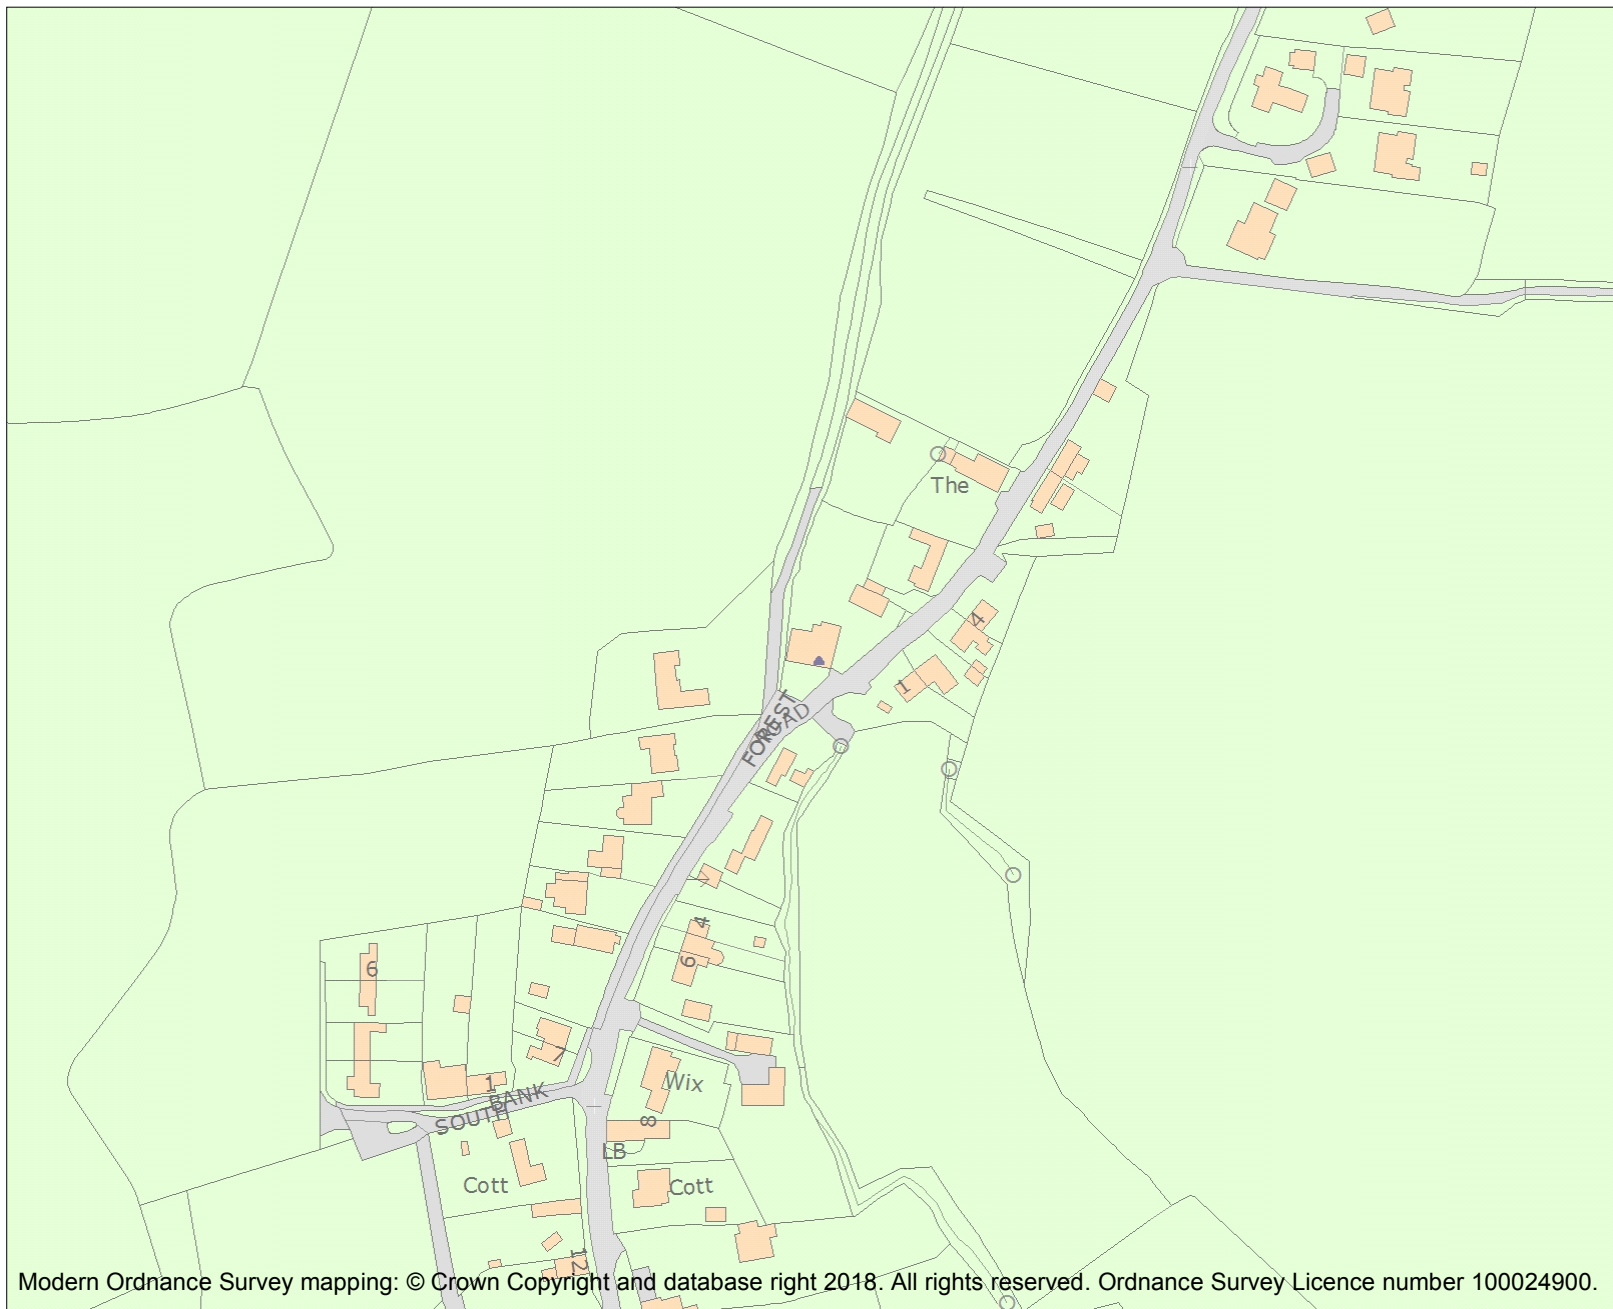 The
4
1
FOREST
ROAD
7
4
6
6
7
1
SOUTH BANK
Wix
8
LB
Cott
Cott
12
Modern Ordnance Survey mapping: © Crown Copyright and database right 2018. All rights reserved. Ordnance Survey Licence number 100024900.